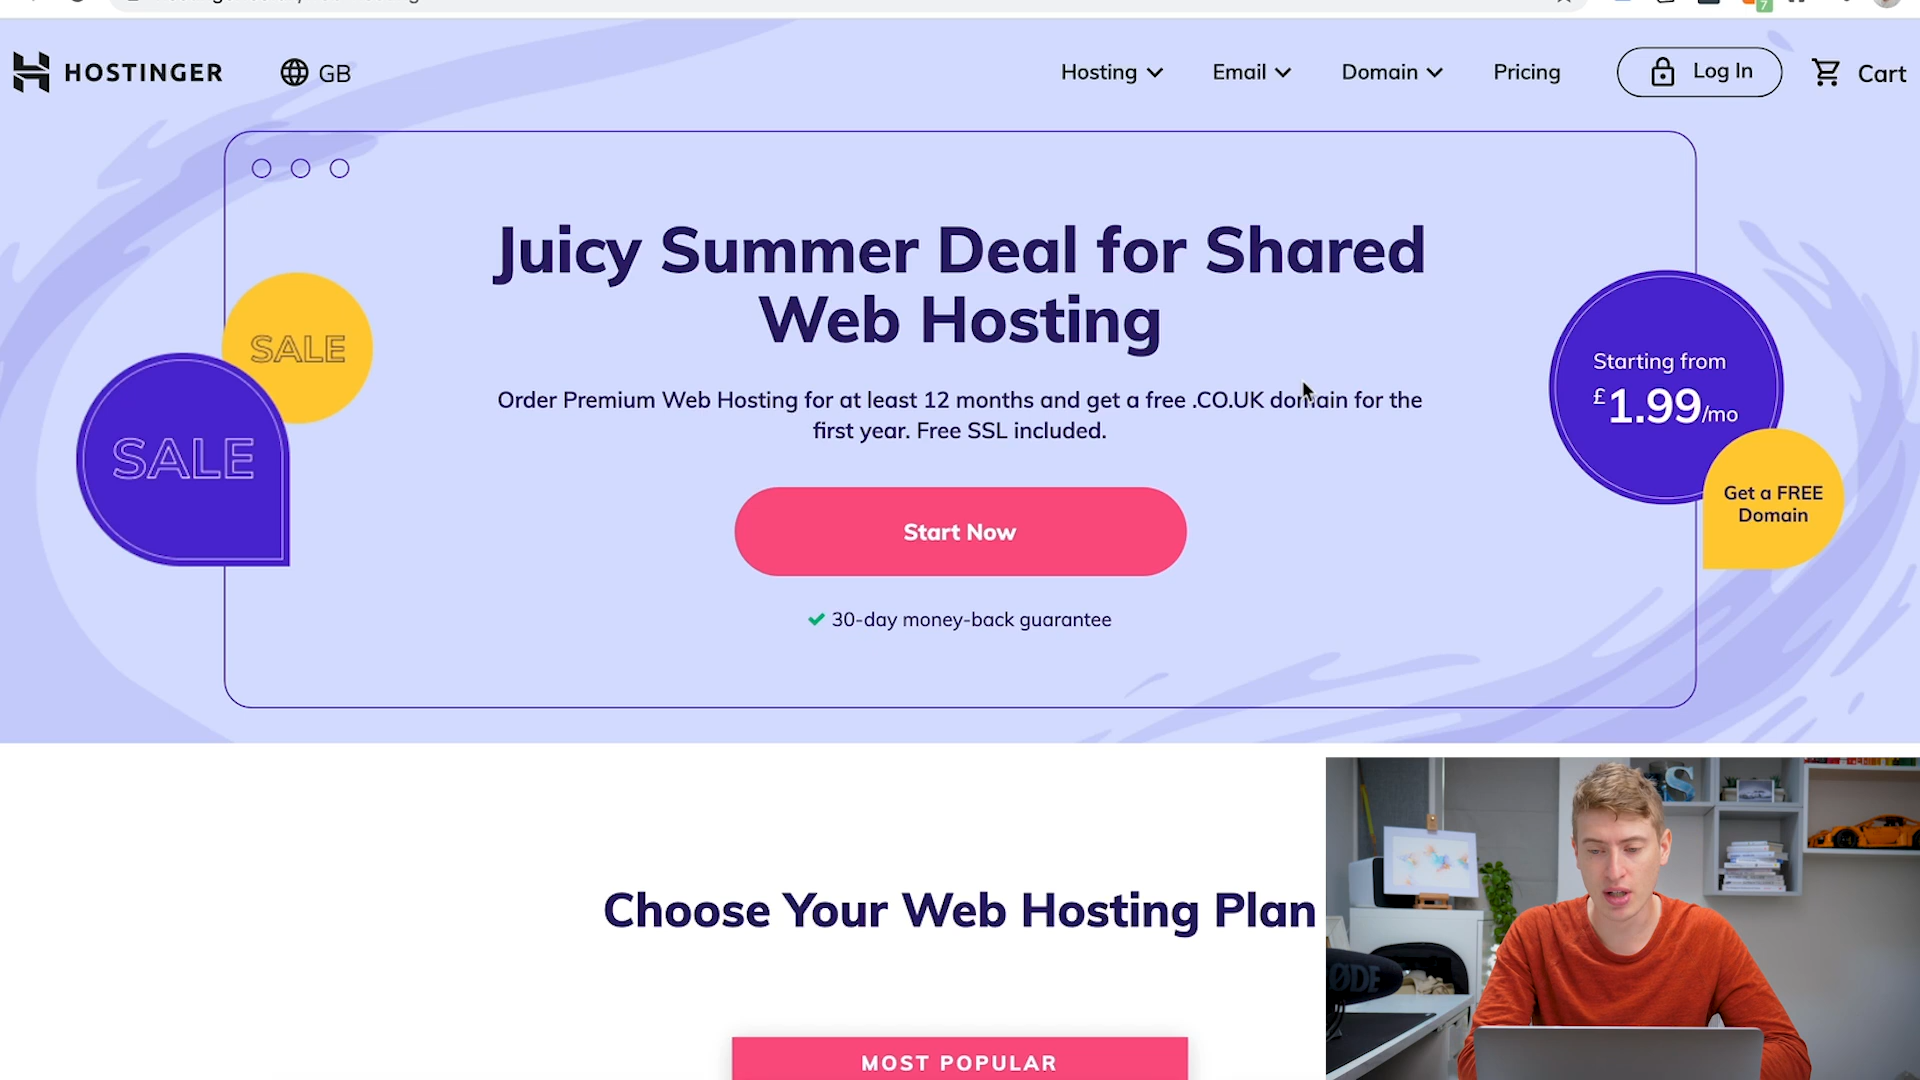 HOSTINGER
GB
Hosting
Email
Domain
Pricing
Log In
Cart
7
Juicy Summer Deal for Shared
Web Hosting
SALE
SALE
Starting from
£1.99/mo
Order Premium Web Hosting for at least 12 months and get a free .CO.UK domain for the
first year. Free SSL included.
Get a FREE
Domain
Start Now
30-day money-back guarantee
Choose Your Web Hosting Plan
S
RØDE
MOST POPULAR